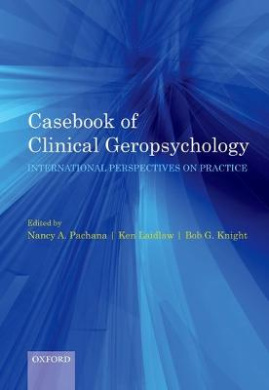 Casebook of
Clinical Geropsychology
INTERNATIONAL PERSPECTIVES ON PRACTICE
Edited by
Nancy A. Pachana | Ken Laidlaw | Bob G. Knight
OXFORD